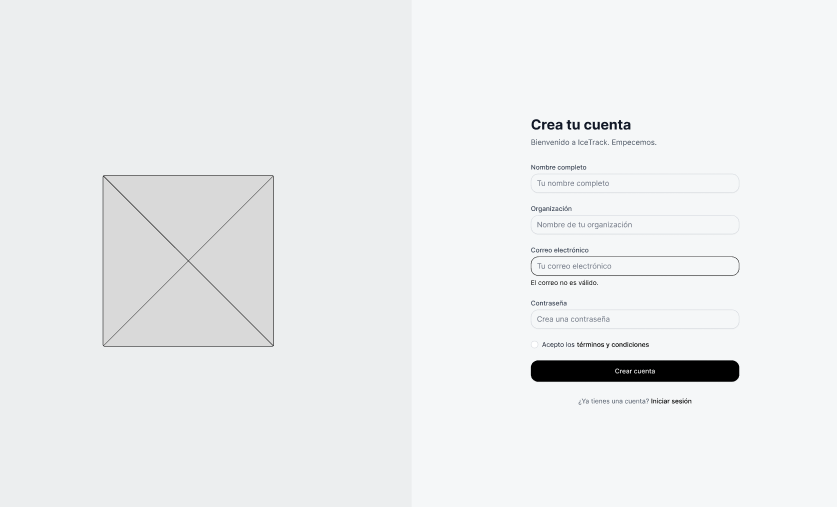 Crea tu cuenta
Bienvenido a IceTrack. Empecemos.
Nombre completo
Tu nombre completo
Organización
Nombre de tu organización
Correo electrónico
Tu correo electrónico
El correo no es válido.
Contraseña
Crea una contraseña
Acepto los términos y condiciones
Crear cuenta
¿Ya tienes una cuenta? Iniciar sesión